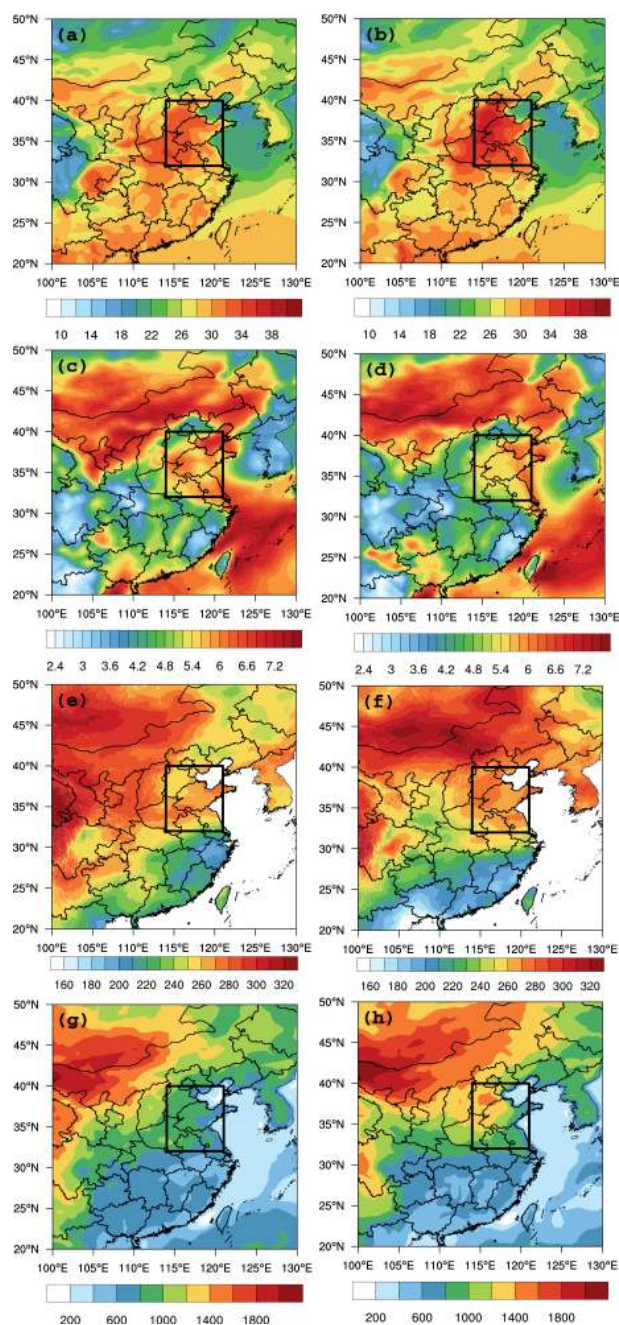 (a) (b)
50°N 50°N
45°N 45°N
40°N 40°N
35°N 35°N
30°N 30°N
25°N 25°N
20°N 20°N
100°E 105°E 110°E 115°E 120°E 125°E 130°E 100°E 105°E 110°E 115°E 120°E 125°E 130°E
10 14 18 22 26 30 34 38 10 14 18 22 26 30 34 38
(c) (d)
50°N 50°N
45°N 45°N
40°N 40°N
35°N 35°N
30°N 30°N
25°N 25°N
20°N 20°N
100°E 105°E 110°E 115°E 120°E 125°E 130°E 100°E 105°E 110°E 115°E 120°E 125°E 130°E
2.4 3 3.6 4.2 4.8 5.4 6 6.6 7.2 2.4 3 3.6 4.2 4.8 5.4 6 6.6 7.2
(e) (f)
50°N 50°N
45°N 45°N
40°N 40°N
35°N 35°N
30°N 30°N
25°N 25°N
20°N 20°N
100°E 105°E 110°E 115°E 120°E 125°E 130°E 100°E 105°E 110°E 115°E 120°E 125°E 130°E
160 180 200 220 240 260 280 300 320 160 180 200 220 240 260 280 300 320
(g) (h)
50°N 50°N
45°N 45°N
40°N 40°N
35°N 35°N
30°N 30°N
25°N 25°N
20°N 20°N
100°E 105°E 110°E 115°E 120°E 125°E 130°E 100°E 105°E 110°E 115°E 120°E 125°E 130°E
200 600 1000 1400 1800 200 600 1000 1400 1800